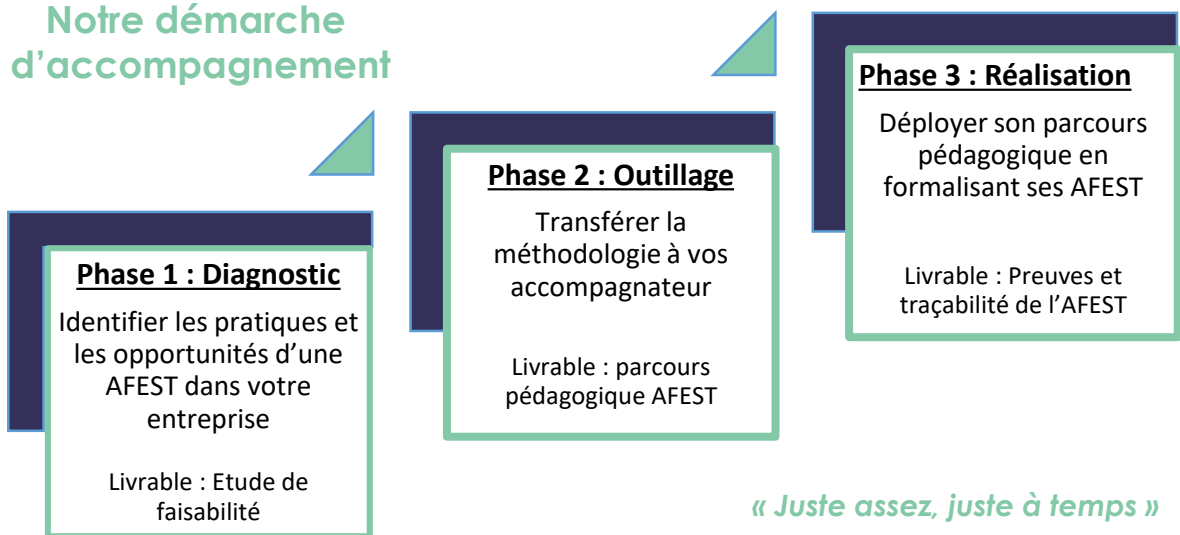 Notre démarche
d’accompagnement
Phase 1 : Diagnostic
Identifier les pratiques et
les opportunités d’une
AFEST dans votre
entreprise
Livrable : Etude de
faisabilité
Phase 2 : Outillage
Transférer la
méthodologie à vos
accompagnateur
Livrable : parcours
pédagogique AFEST
Phase 3 : Réalisation
Déployer son parcours
pédagogique en
formalisant ses AFEST
Livrable : Preuves et
traçabilité de l’AFEST
« Juste assez, juste à temps »